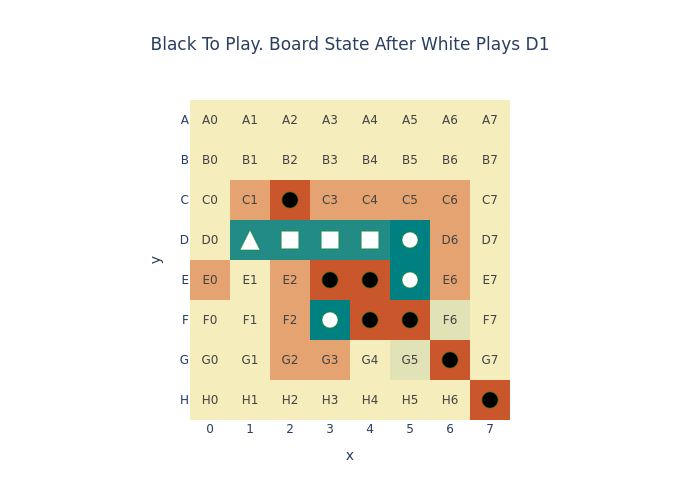 Black To Play. Board State After White Plays D1
A A0 A1 A2 A3 A4 A5 A6 A7
B B0 B1 B2 B3 B4 B5 B6 B7
C C0 C1 C3 C4 C5 C6 C7
D D0 D6 D7
y
E E0 E1 E2 E6 E7
F F0 F1 F2 F6 F7
G G0 G1 G2 G3 G4 G5 G7
H H0 H1 H2 H3 H4 H5 H6
0 1 2 3 4 5 6 7
x